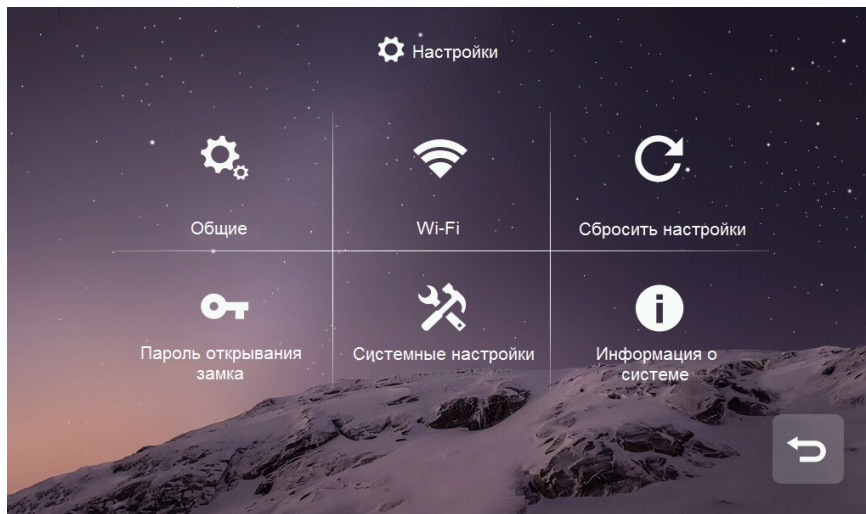 Настройки
Общие
Wi-Fi
Сбросить настройки
Пароль открывания
замка
Системные настройки
Информация о
системе